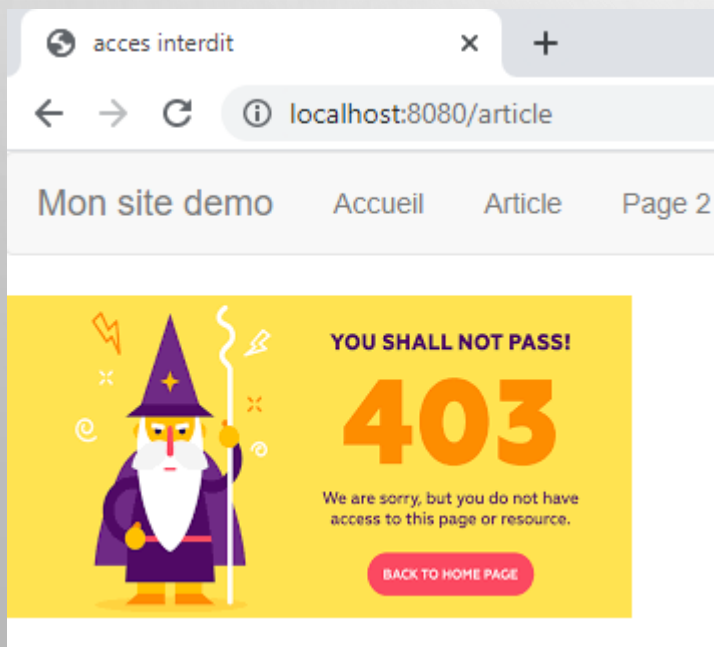 acces interdit
localhost:8080/article
Mon site demo Accueil Article Page 2
YOU SHALL NOT PASS!
403
We are sorry, but you do not have
access to this page or resource.
BACK TO HOME PAGE